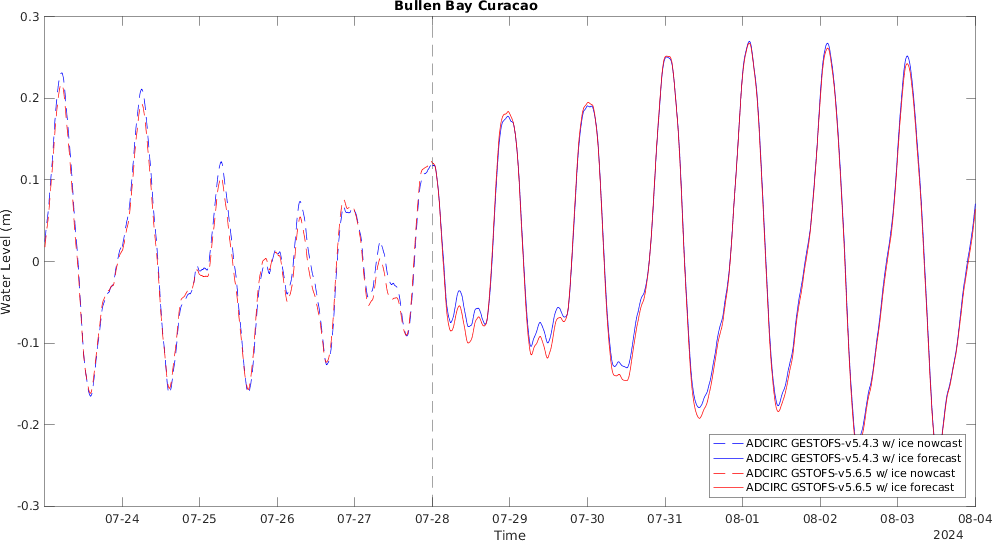 Bullen Bay Curacao
0.3
0.2
0.1
0
-0.1
-0.2
-0.3
Water Level (m)
ADCIRC GESTOFS-v5.4.3 w/ ice nowcast
ADCIRC GESTOFS-v5.4.3 w/ ice forecast
ADCIRC GSTOFS-v5.6.5 w/ ice nowcast
ADCIRC GSTOFS-v5.6.5 w/ ice forecast
07-24 07-25 07-26 07-27 07-28 07-29 07-30 07-31 08-01 08-02 08-03 08-04
Time
2024